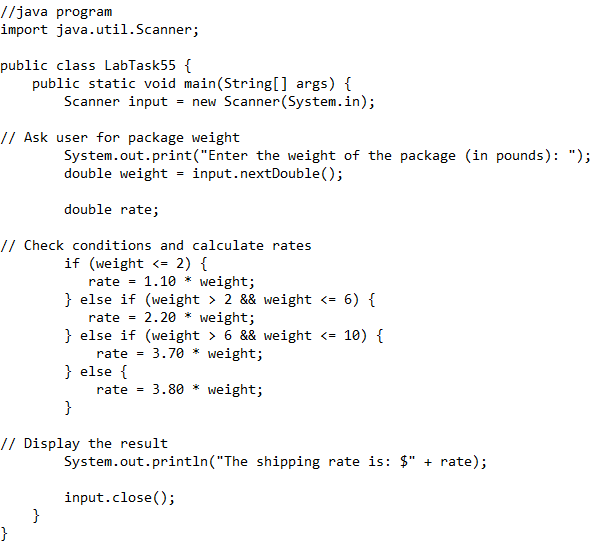 //java program
import java.util.Scanner;

public class LabTask55 {
    public static void main(String[] args) {
        Scanner input = new Scanner(System.in);

// Ask user for package weight
        System.out.print("Enter the weight of the package (in pounds): ");
        double weight = input.nextDouble();

        double rate;

// Check conditions and calculate rates
        if (weight <= 2) {
           rate = 1.10 * weight;
        } else if (weight > 2 && weight <= 6) {
           rate = 2.20 * weight;
        } else if (weight > 6 && weight <= 10) {
            rate = 3.70 * weight;
        } else {
            rate = 3.80 * weight;
        }

// Display the result
        System.out.println("The shipping rate is: $" + rate);

        input.close();
    }
}